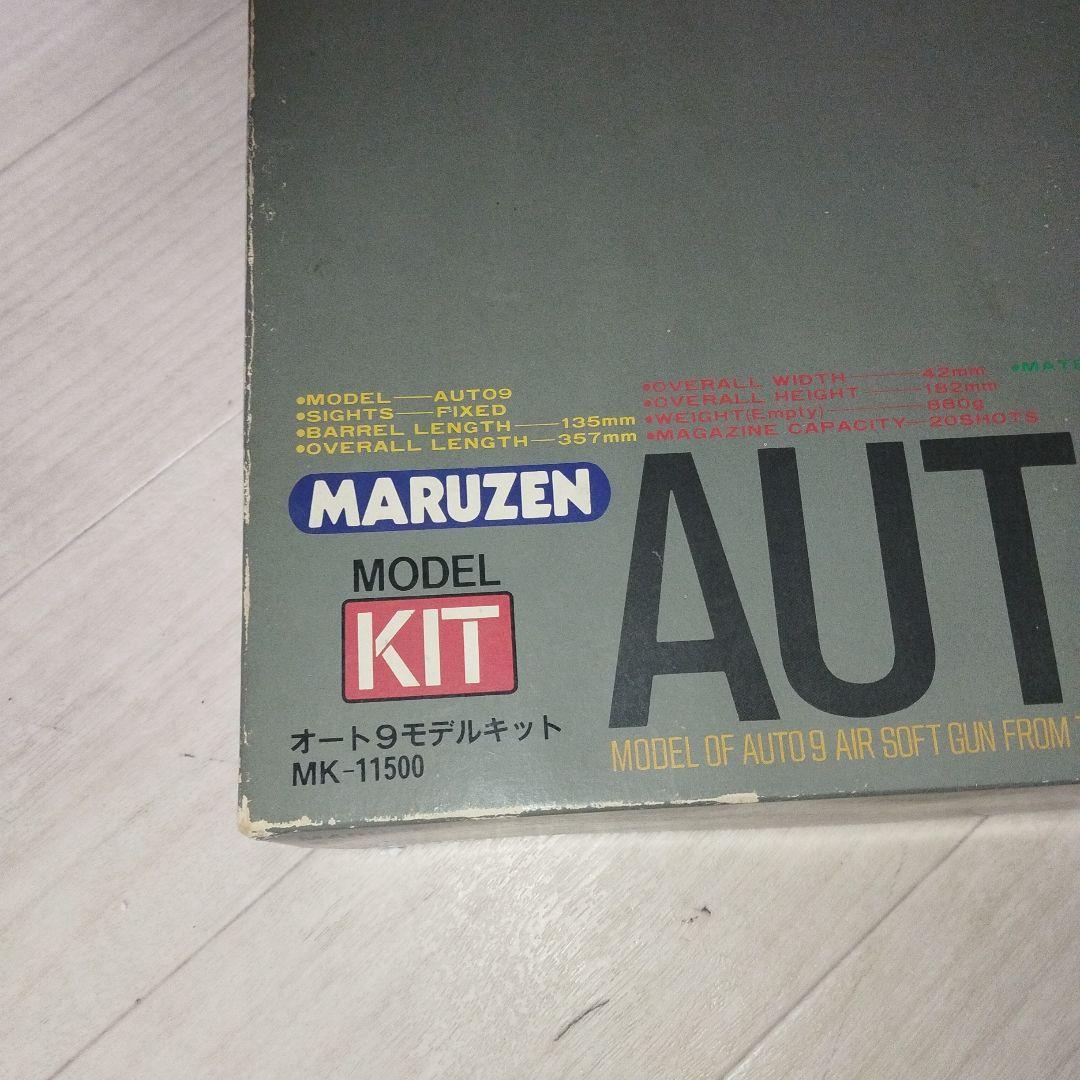 •MODEL—AUTO9
•SIGHTS—FIXED
•BARREL LENGTH—135mm
•OVERALL LENGTH—357mm
•OVERALL WIDTH—42mm
•OVERALL HEIGHT—182mm
•WEIGHT(Empty)—880g
•MAGAZINE CAPACITY—20SHOTS
•MATE
MARUZEN
MODEL
KIT
オート9モデルキット
MK-11500
AUT
MODEL OF AUTO 9 AIR SOFT GUN FROM T